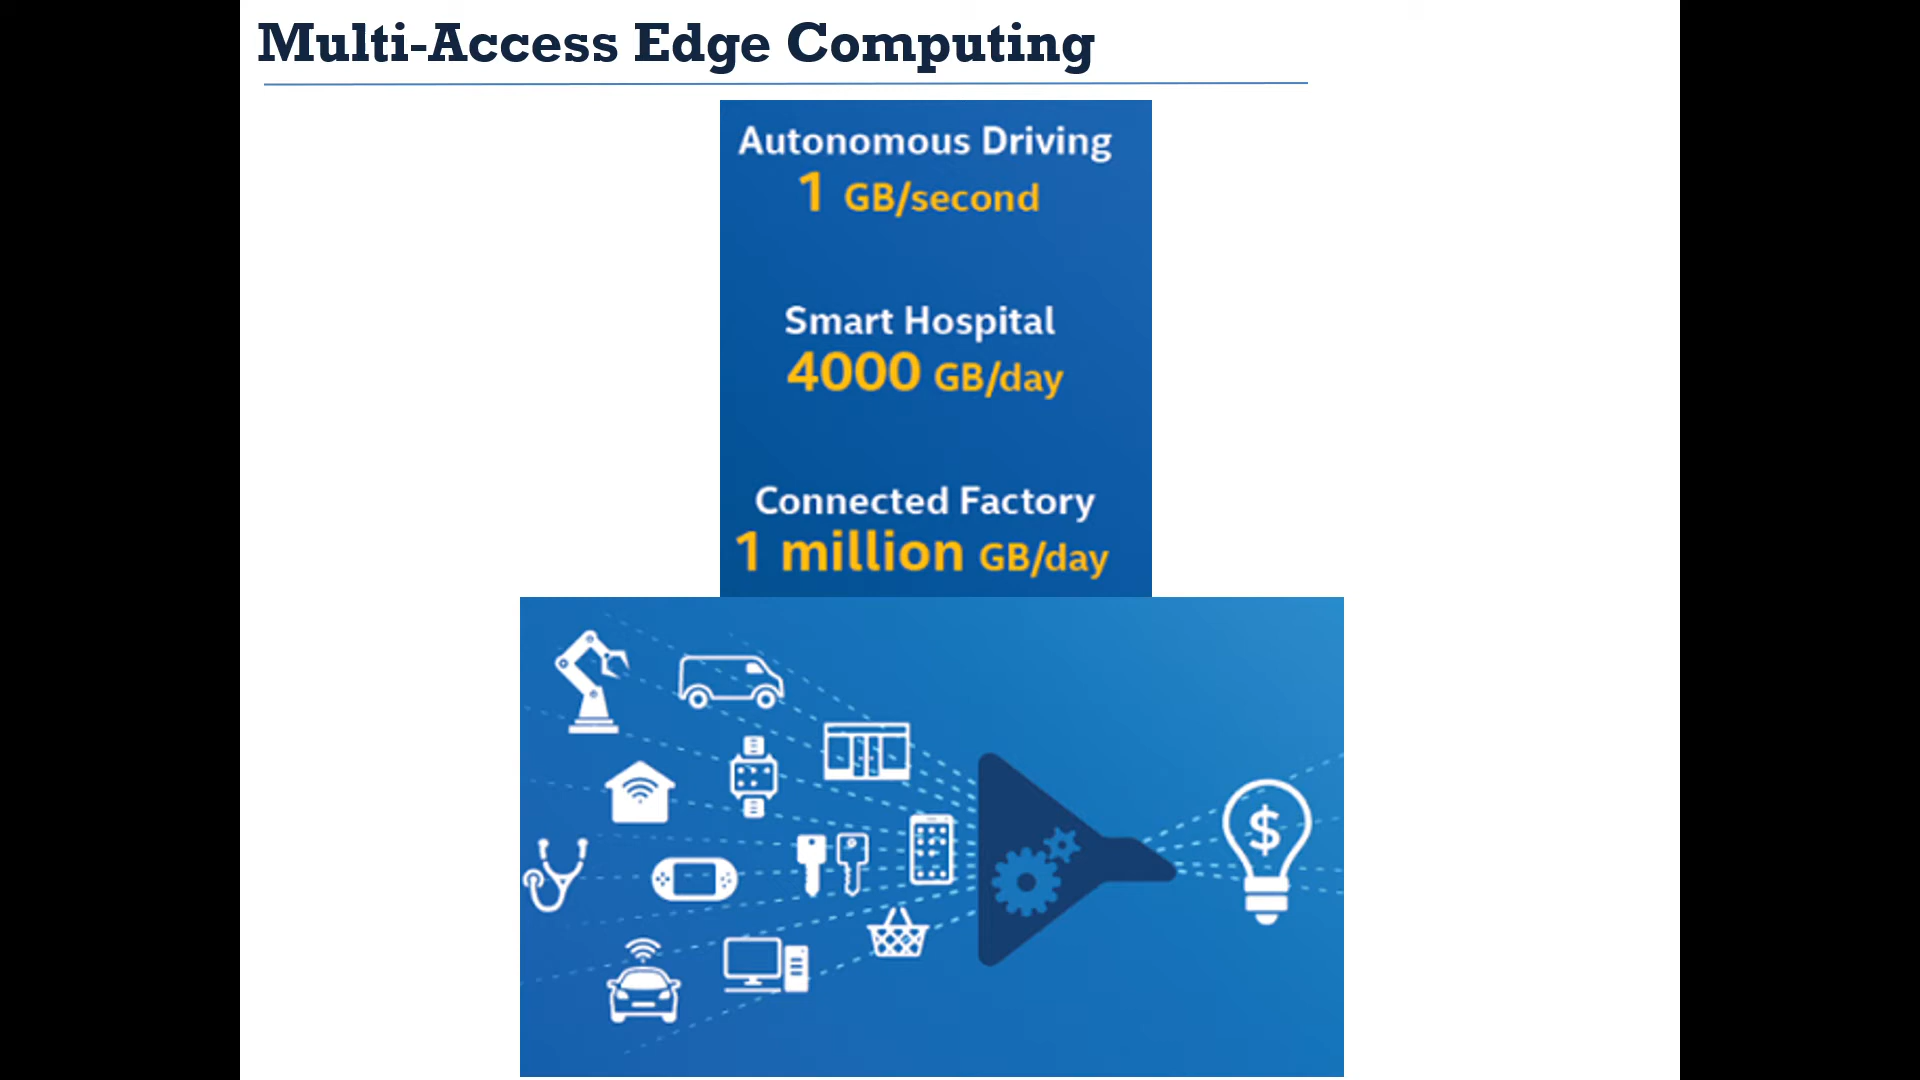 Multi-Access Edge Computing
Autonomous Driving
1 GB/second
Smart Hospital
4000 GB/day
Connected Factory
1 million GB/day
$